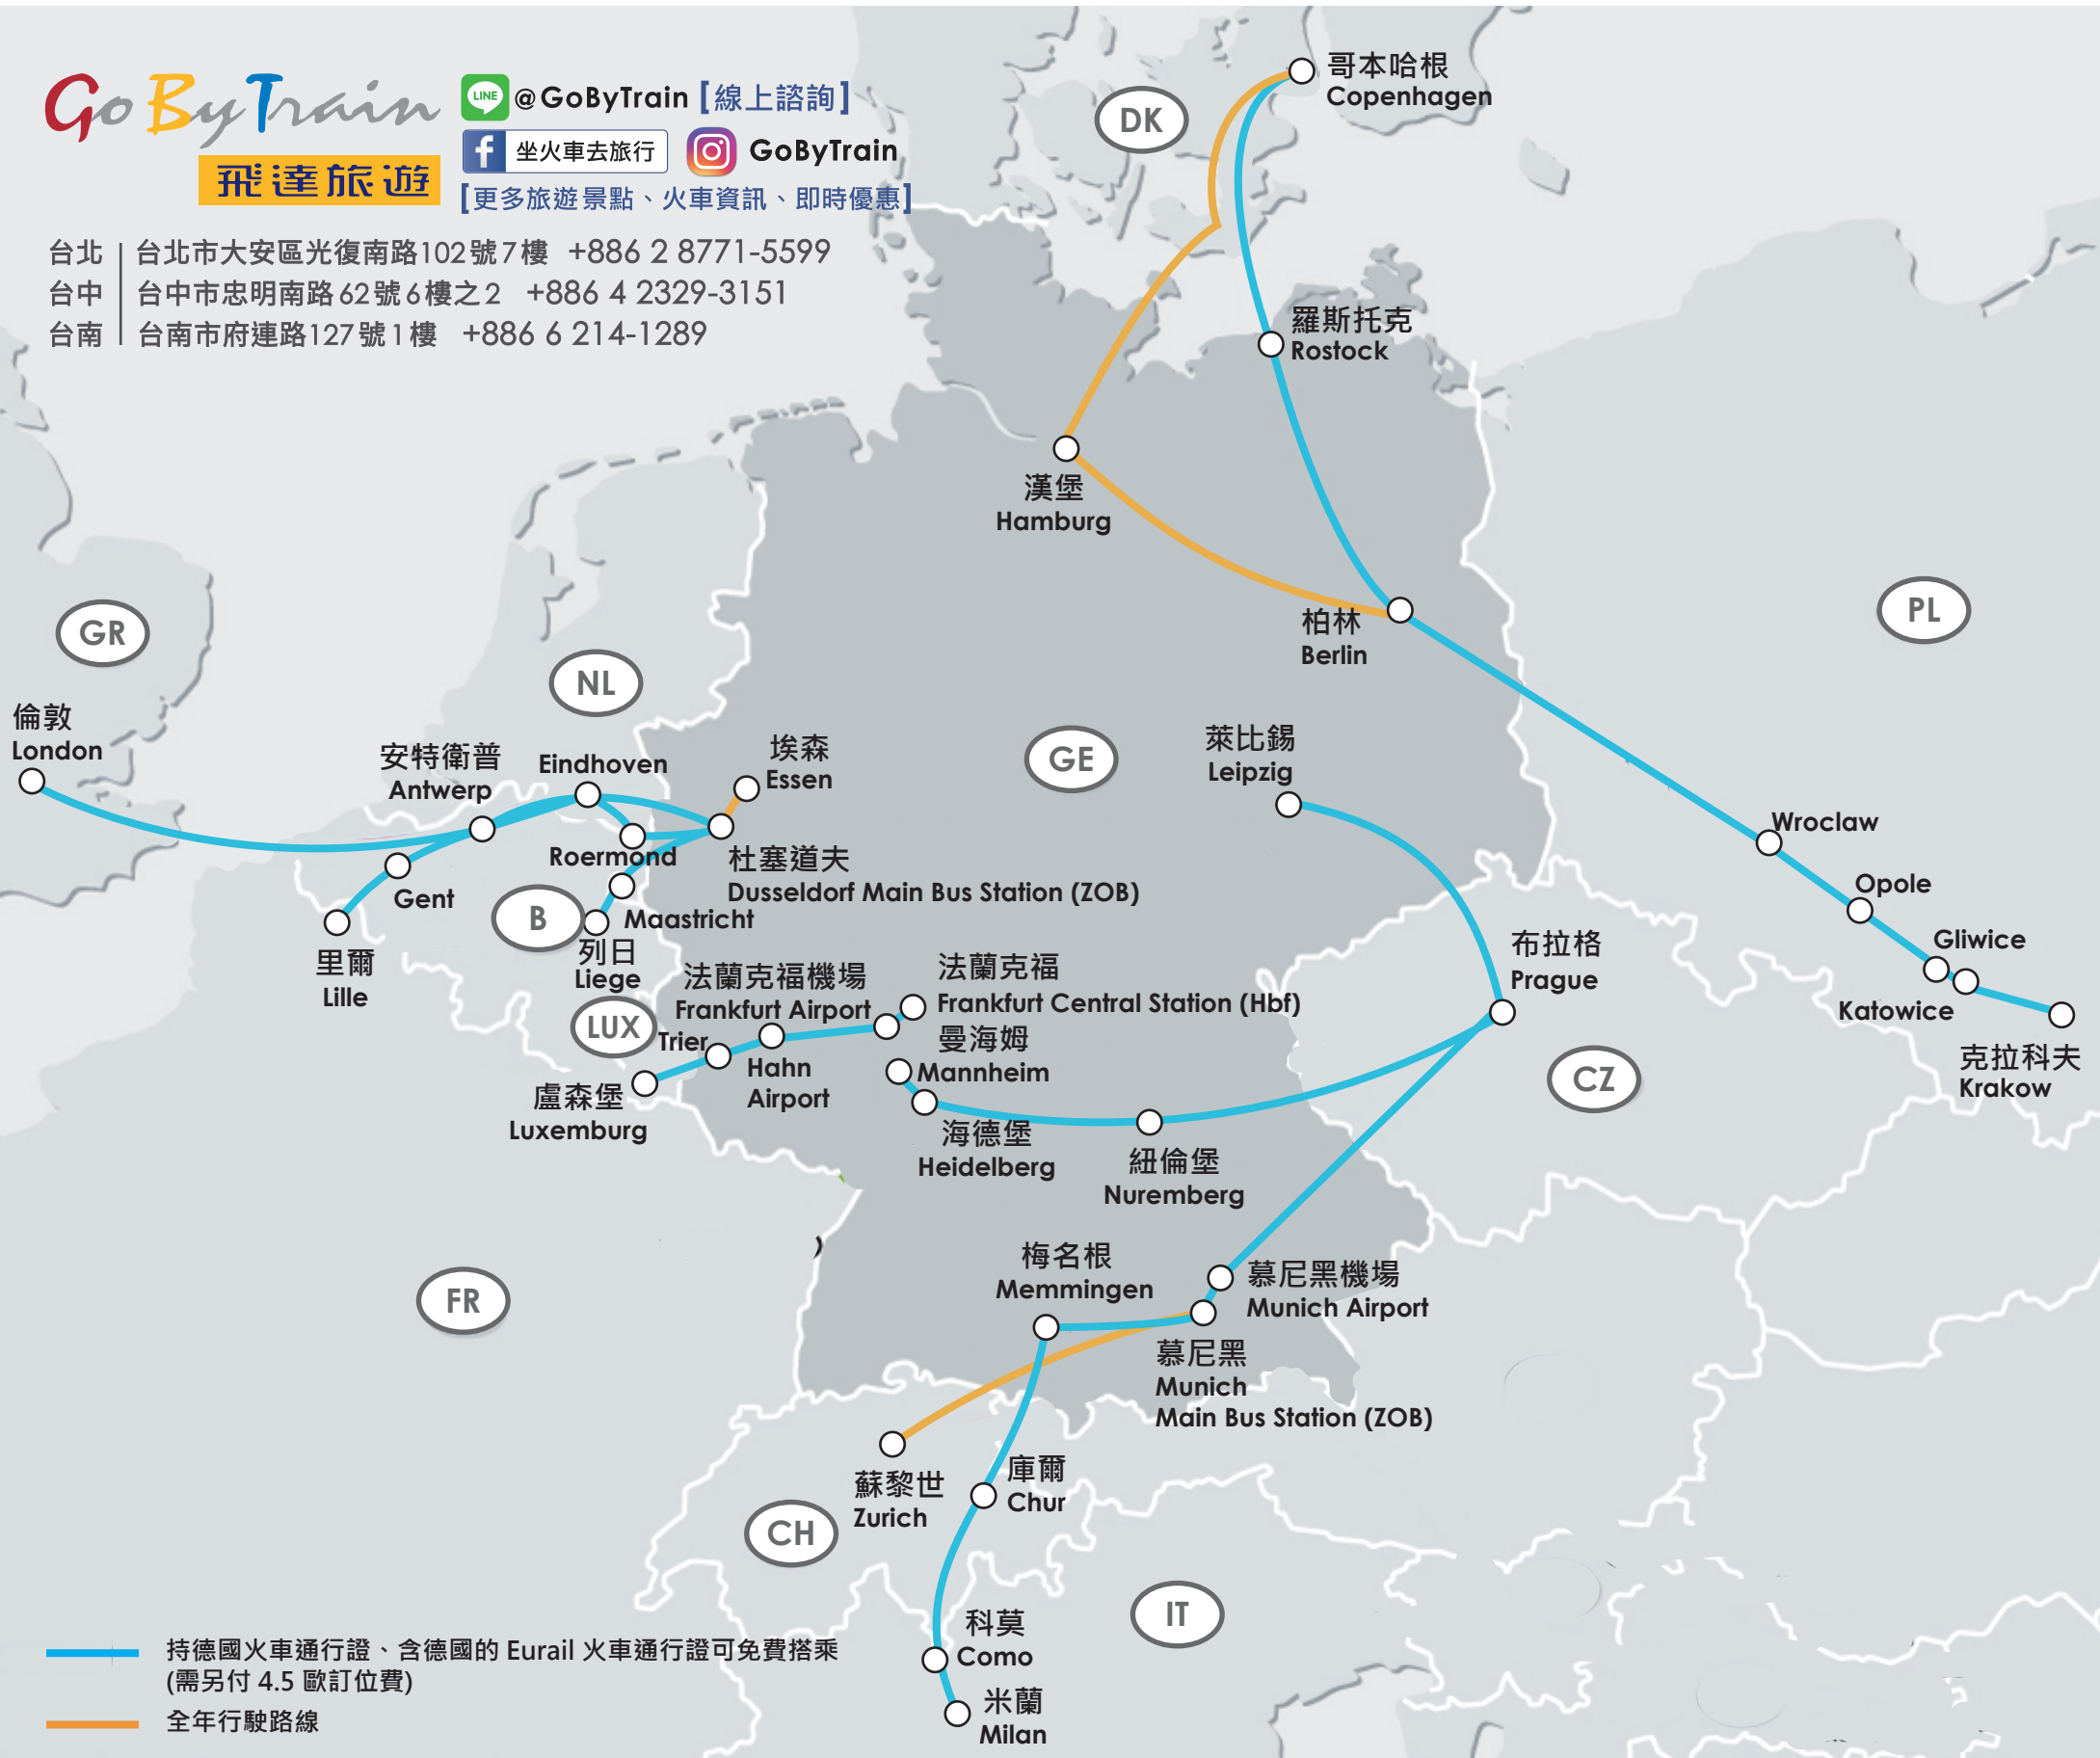 Go By Train
飛達旅遊
LINE @GoByTrain [線上諮詢]
f 坐火車去旅行 GoByTrain
[更多旅遊景點、火車資訊、即時優惠]
台北 台北市大安區光復南路102號7樓 +886 2 8771-5599
台中 台中市忠明南路62號6樓之2 +886 4 2329-3151
台南 台南市府連路127號1樓 +886 6 214-1289
哥本哈根
Copenhagen
DK
羅斯托克
Rostock
漢堡
Hamburg
柏林
Berlin
PL
GR
NL
GE
倫敦
London
安特衛普
Antwerp
Eindhoven
埃森
Essen
萊比錫
Leipzig
Roermond
杜塞道夫
Dusseldorf Main Bus Station (ZOB)
Gent
B
Maastricht
里爾
Lille
列日
Liege
Wroclaw
Opole
Gliwice
Katowice
克拉科夫
Krakow
布拉格
Prague
CZ
法蘭克福機場
Frankfurt Airport
法蘭克福
Frankfurt Central Station (Hbf)
LUX
Trier
Hahn
Airport
曼海姆
Mannheim
盧森堡
Luxemburg
海德堡
Heidelberg
紐倫堡
Nuremberg
FR
梅名根
Memmingen
慕尼黑機場
Munich Airport
慕尼黑
Munich
Main Bus Station (ZOB)
蘇黎世
Zurich
庫爾
Chur
CH
IT
科莫
Como
米蘭
Milan
持德國火車通行證、含德國的 Eurail 火車通行證可免費搭乘
(需另付 4.5 歐訂位費)
全年行駛路線